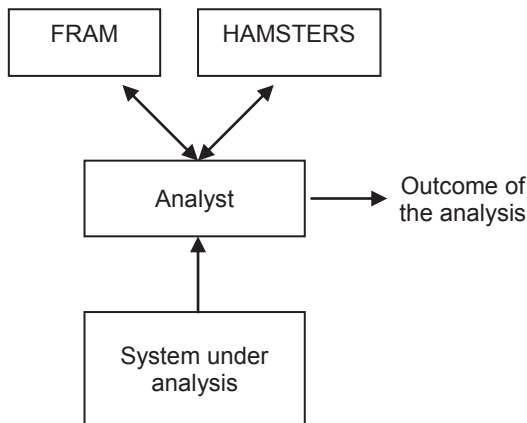 FRAM
HAMSTERS
Analyst
Outcome of
the analysis
System under
analysis